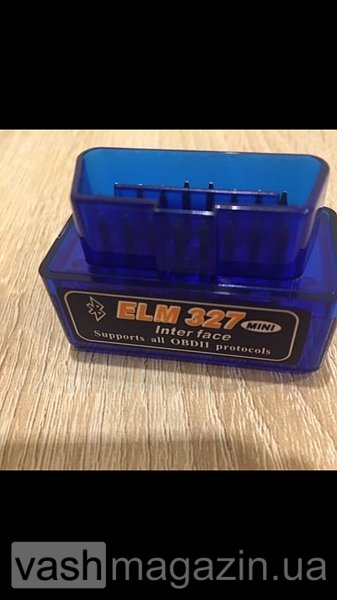 ELM 327 MINI
Inter face
Supports all OBDII protocols
vashmagazin.ua